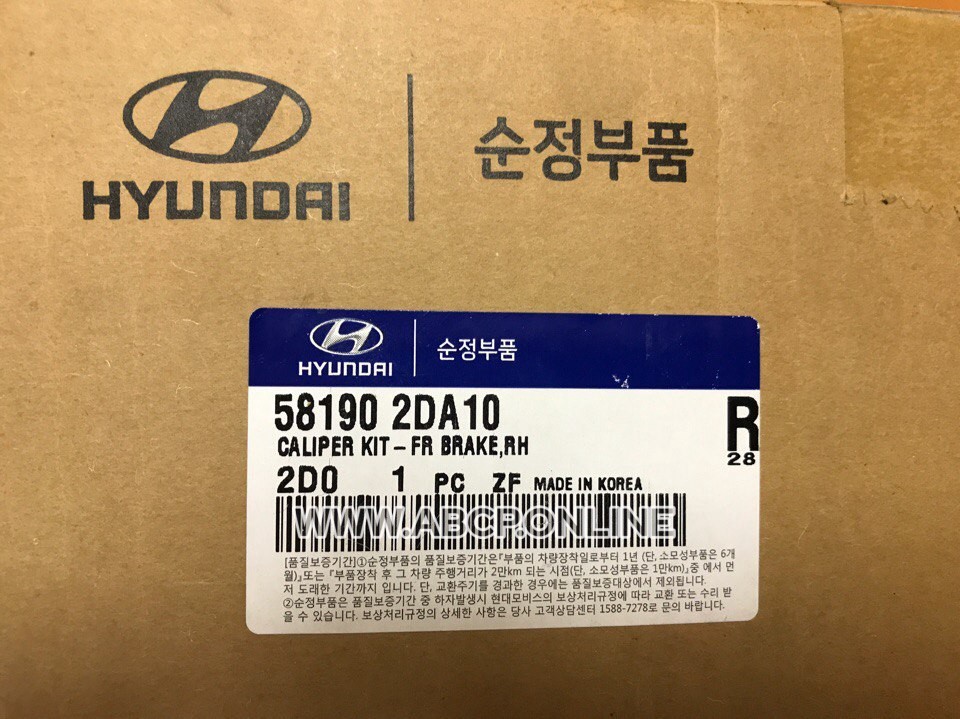 HYUNDAI
순정부품
HYUNDAI
순정부품
58190 2DA10
CALIPER KIT – FR BRAKE,RH
R
28
2D0 1 PC ZF MADE IN KOREA
WWW.ABCP.ONLINE
[품질보증기간]①순정부품의 품질보증기간은「부품의 차량장착일로부터 1년 (단, 소모성부품은 6개
월)」또는「부품장착 후 그 차량 주행거리가 2만km 되는 시점(단, 소모성부품은 1만km)」중 에서 먼
저 도래한 기간까지 입니다. 단, 교환주기를 경과한 경우에는 품질보증대상에서 제외됩니다.
②순정부품은 품질보증기간 중 하자발생시 현대모비스의 보상처리규정에 따라 교환 또는 수리 받
을 수 있습니다. 보상처리규정의 상세한 사항은 당사 고객상담센터 1588-7278로 문의 바랍니다.